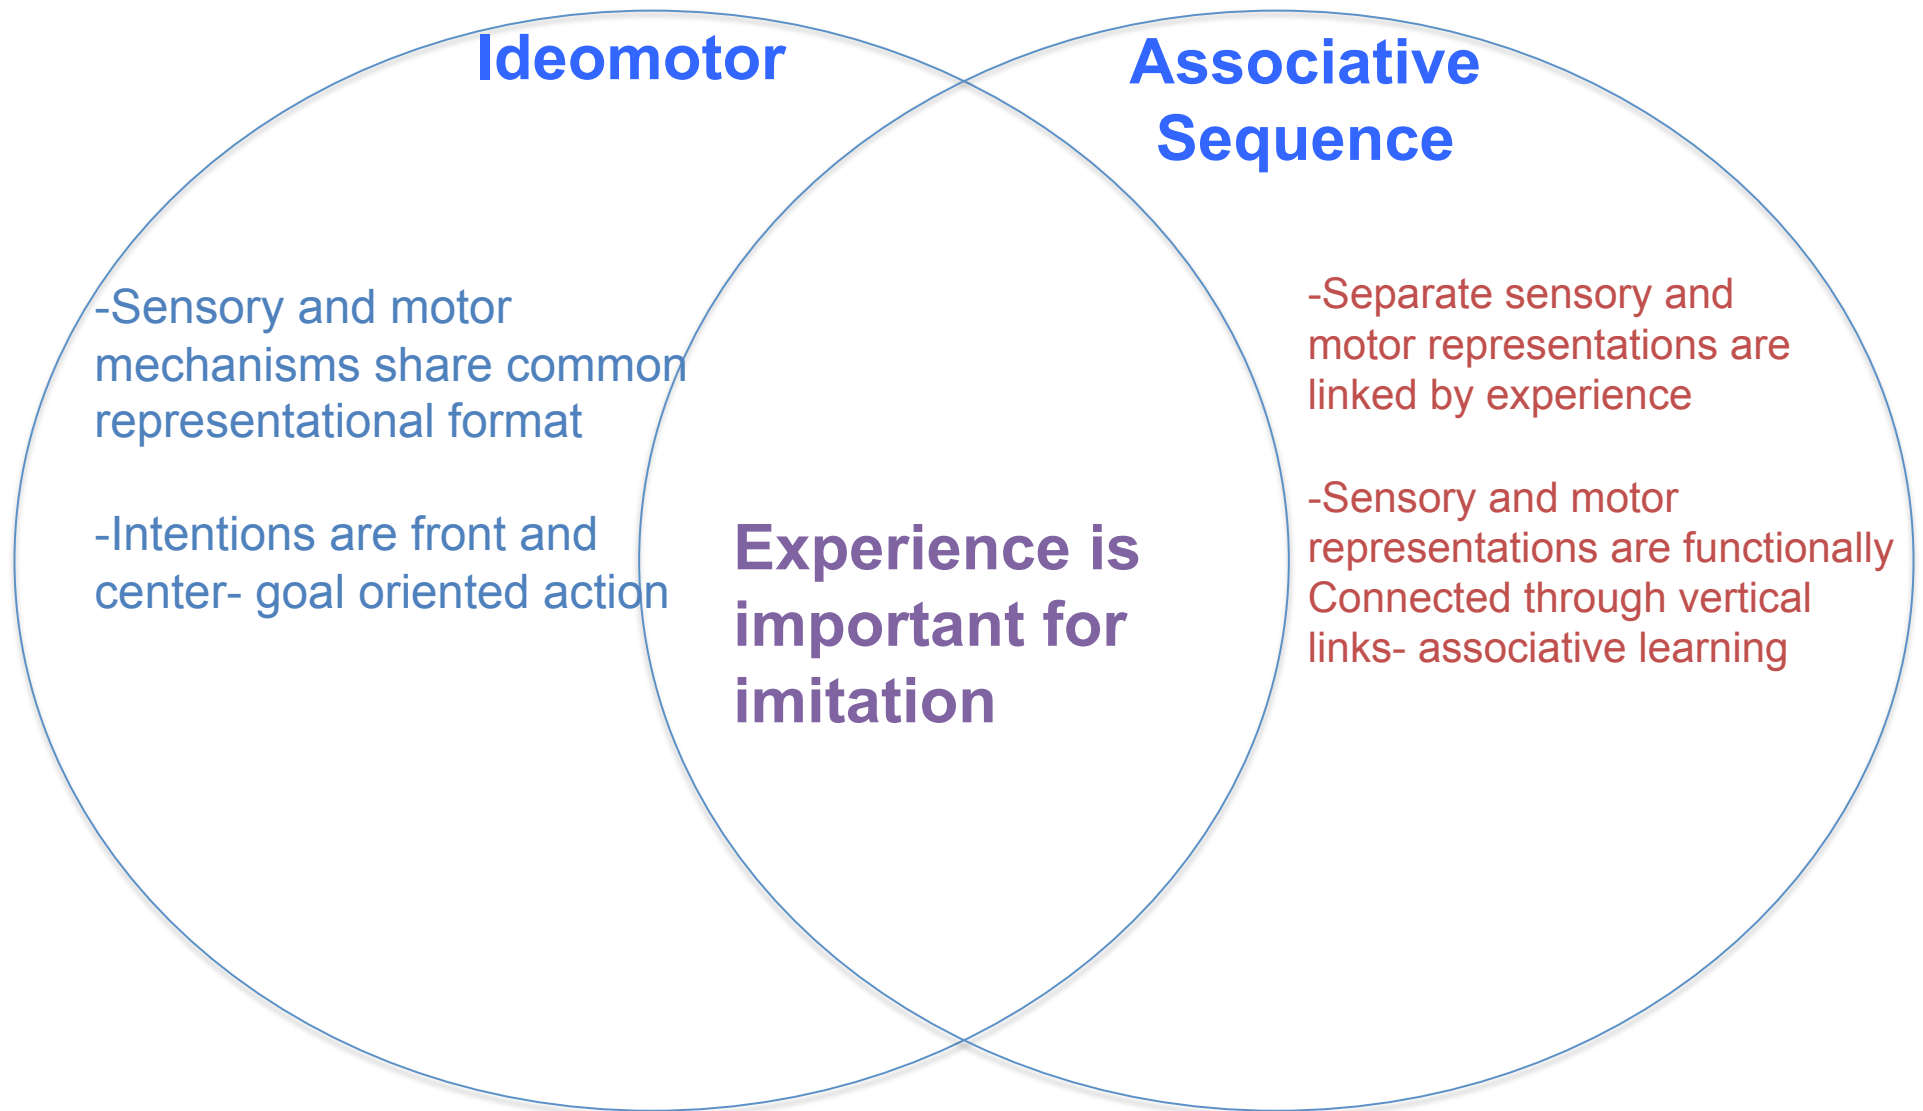 Ideomotor
Associative
Sequence
-Sensory and motor
mechanisms share common
representational format
-Intentions are front and
center- goal oriented action
Experience is
important for
imitation
-Separate sensory and
motor representations are
linked by experience
-Sensory and motor
representations are functionally
Connected through vertical
links- associative learning